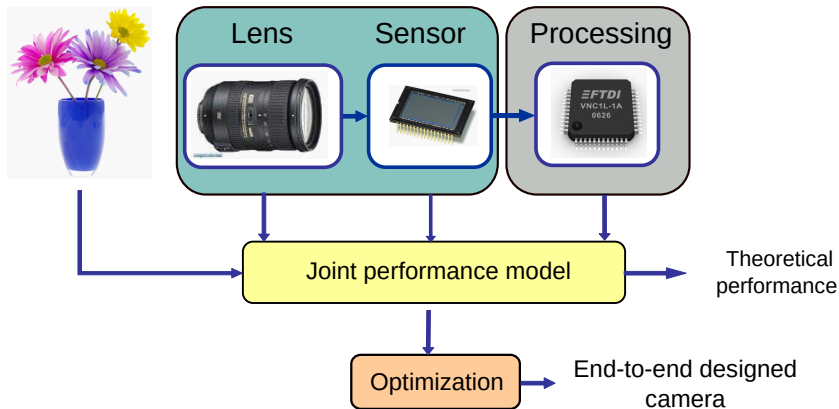 Lens
Sensor
Processing
FTDI
VNC1L-1A
0626
Joint performance model
Theoretical
performance
Optimization
End-to-end designed
camera